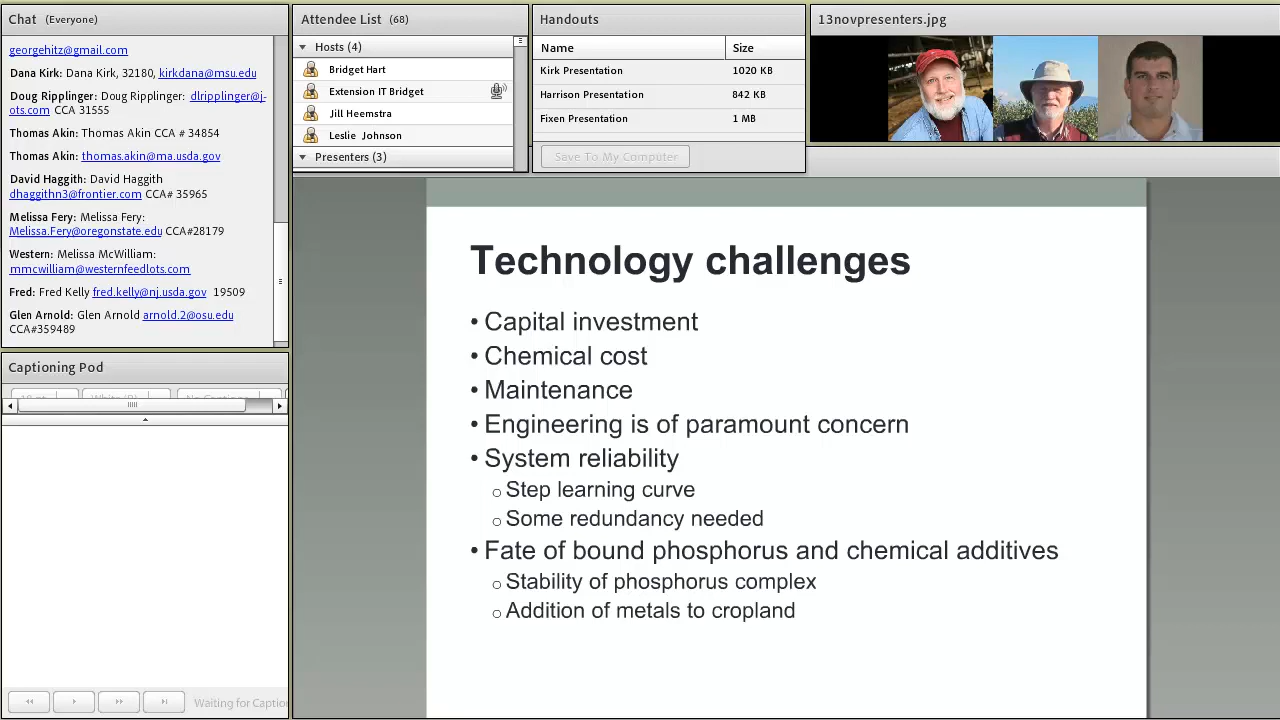 Chat (Everyone)
georgehitz@gmail.com
Dana Kirk: Dana Kirk, 32180, kirkdana@msu.edu
Doug Ripplinger: Doug Ripplinger: dlripplinger@j-
ots.com CCA 31555
Thomas Akin: Thomas Akin CCA # 34854
Thomas Akin: thomas.akin@ma.usda.gov
David Haggith: David Haggith
dhaggithn3@frontier.com CCA# 35965
Melissa Fery: Melissa Fery:
Melissa.Fery@oregonstate.edu CCA#28179
Western: Melissa McWilliam:
mmcwilliam@westernfeedlots.com
Fred: Fred Kelly fred.kelly@nj.usda.gov 19509
Glen Arnold: Glen Arnold arnold.2@osu.edu
CCA#359489
Captioning Pod
Waiting for Captio
Attendee List (68)
Hosts (4)
Bridget Hart
Extension IT Bridget
Jill Heemstra
Leslie Johnson
Presenters (3)
Handouts
Name Size
Kirk Presentation 1020 KB
Harrison Presentation 842 KB
Fixen Presentation 1 MB
Save To My Computer
13novpresenters.jpg
Technology challenges
• Capital investment
• Chemical cost
• Maintenance
• Engineering is of paramount concern
• System reliability
o Step learning curve
o Some redundancy needed
• Fate of bound phosphorus and chemical additives
o Stability of phosphorus complex
o Addition of metals to cropland